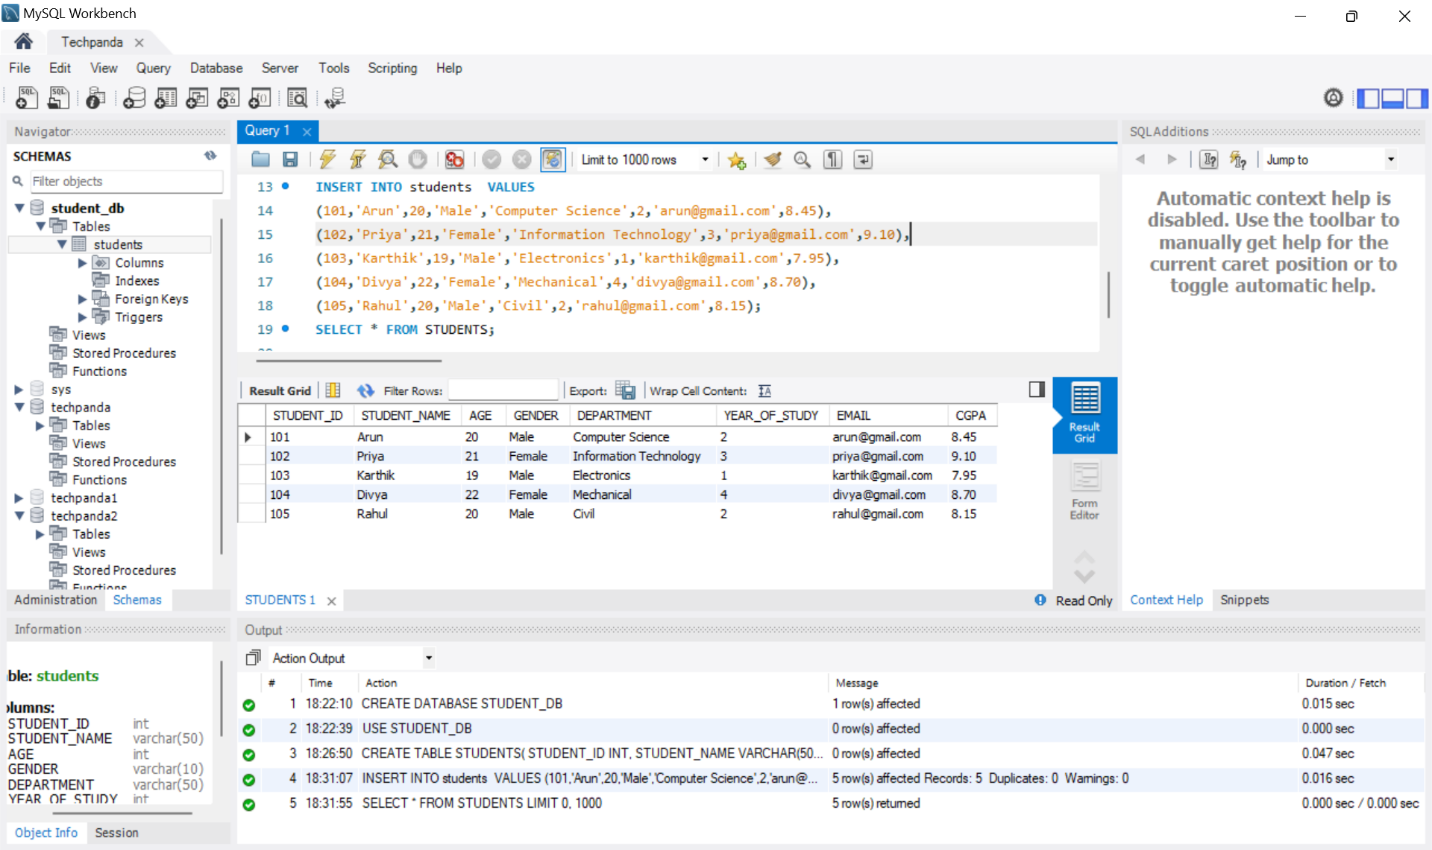 MySQL Workbench
Techpanda
File Edit View Query Database Server Tools Scripting Help
Navigator
SCHEMAS
Filter objects
student_db
Tables
students
Columns
Indexes
Foreign Keys
Triggers
Views
Stored Procedures
Functions
sys
techpanda
Tables
Views
Stored Procedures
Functions
techpanda1
techpanda2
Tables
Views
Stored Procedures
Functions
Administration Schemas
Information
ble: students
olumns:
STUDENT_ID int
STUDENT_NAME varchar(50)
AGE int
GENDER varchar(10)
DEPARTMENT varchar(50)
YEAR_OF_STUDY int
Object Info Session
Query 1
Limit to 1000 rows
13 INSERT INTO students  VALUES
14 (101,'Arun',20,'Male','Computer Science',2,'arun@gmail.com',8.45),
15 (102,'Priya',21,'Female','Information Technology',3,'priya@gmail.com',9.10),
16 (103,'Karthik',19,'Male','Electronics',1,'karthik@gmail.com',7.95),
17 (104,'Divya',22,'Female','Mechanical',4,'divya@gmail.com',8.70),
18 (105,'Rahul',20,'Male','Civil',2,'rahul@gmail.com',8.15);
19 SELECT * FROM STUDENTS;
Result Grid Filter Rows: Export: Wrap Cell Content:
STUDENT_ID STUDENT_NAME AGE GENDER DEPARTMENT YEAR_OF_STUDY EMAIL CGPA
101 Arun 20 Male Computer Science 2 arun@gmail.com 8.45
102 Priya 21 Female Information Technology 3 priya@gmail.com 9.10
103 Karthik 19 Male Electronics 1 karthik@gmail.com 7.95
104 Divya 22 Female Mechanical 4 divya@gmail.com 8.70
105 Rahul 20 Male Civil 2 rahul@gmail.com 8.15
Result
Grid
Form
Editor
STUDENTS 1
Read Only
SQLAdditions
Jump to
Automatic context help is
disabled. Use the toolbar to
manually get help for the
current caret position or to
toggle automatic help.
Context Help Snippets
Output
Action Output
# Time Action Message Duration / Fetch
1 18:22:10 CREATE DATABASE STUDENT_DB 1 row(s) affected 0.015 sec
2 18:22:39 USE STUDENT_DB 0 row(s) affected 0.000 sec
3 18:26:50 CREATE TABLE STUDENTS( STUDENT_ID INT, STUDENT_NAME VARCHAR(50... 0 row(s) affected 0.047 sec
4 18:31:07 INSERT INTO students  VALUES (101,'Arun',20,'Male','Computer Science',2,'arun@... 5 row(s) affected Records: 5  Duplicates: 0  Warnings: 0 0.016 sec
5 18:31:55 SELECT * FROM STUDENTS LIMIT 0, 1000 5 row(s) returned 0.000 sec / 0.000 sec